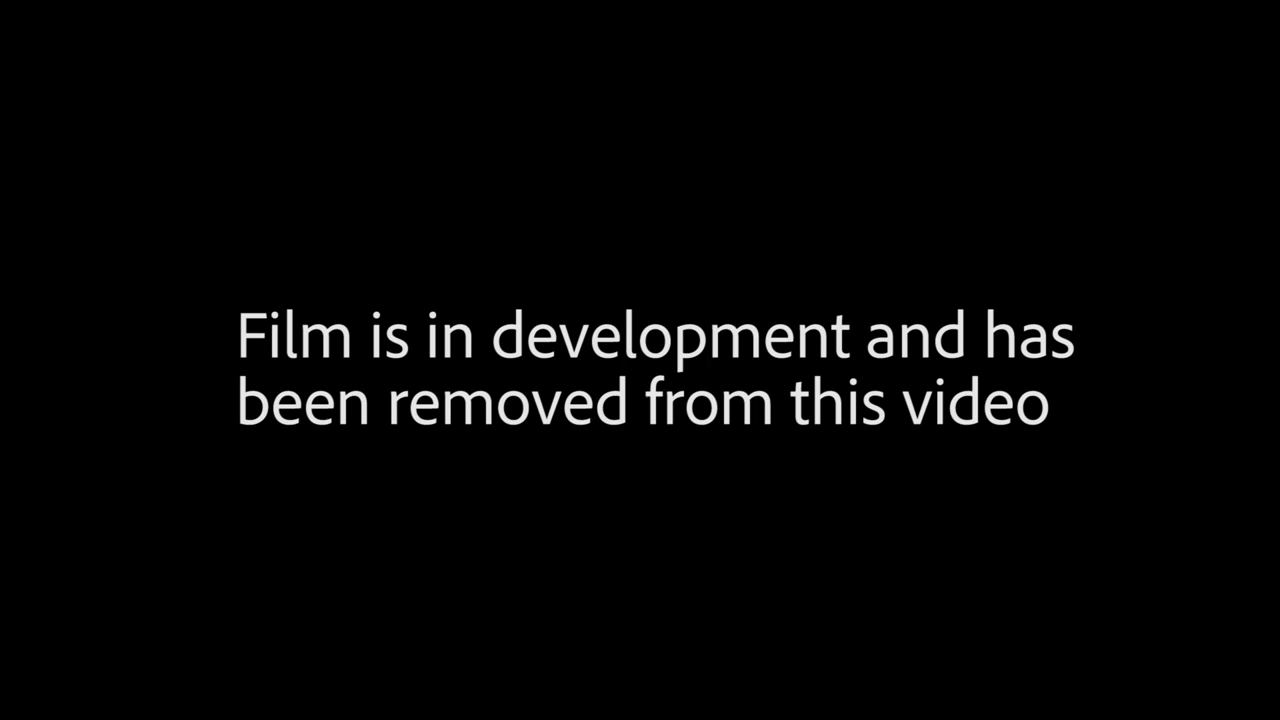 Film is in development and has
been removed from this video